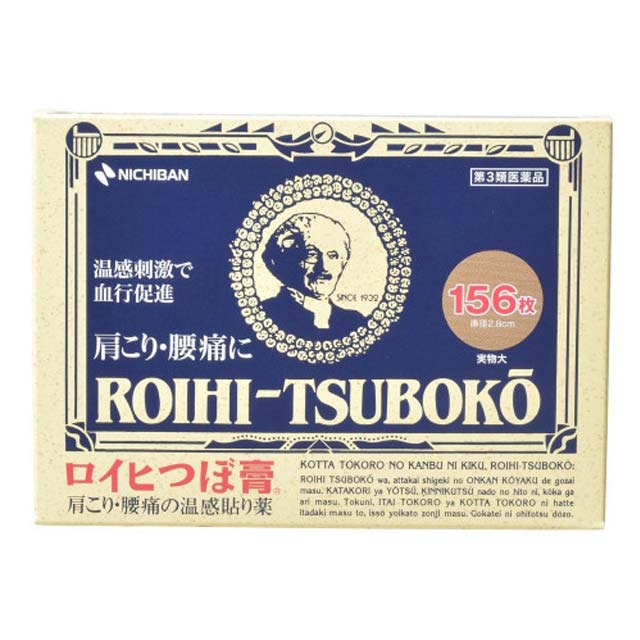 NICHIBAN
第3類医薬品
温感刺激で
血行促進
SINCE 1932
156枚
直径2.8cm
実物大
肩こり・腰痛に
ROIHI-TSUBOKŌ
ロイヒつぼ膏®
肩こり・腰痛の温感貼り薬
KOTTA TOKORO NO KANBU NI KIKU, ROIHI-TSUBOKŌ:
ROIHI TSUBOKŌ wa, attakai shigeki no ONKAN KŌYAKU de gozai
masu. KATAKORI ya YŌTSŪ, KINNIKUTSŪ nado no hito ni, kōka ga
ari masu. Tokuni, ITAI TOKORO ya KOTTA TOKORO ni hatte
itadaki masu to, issō yoikato zonji masu. Gokatei ni ohitotsu dōzo.